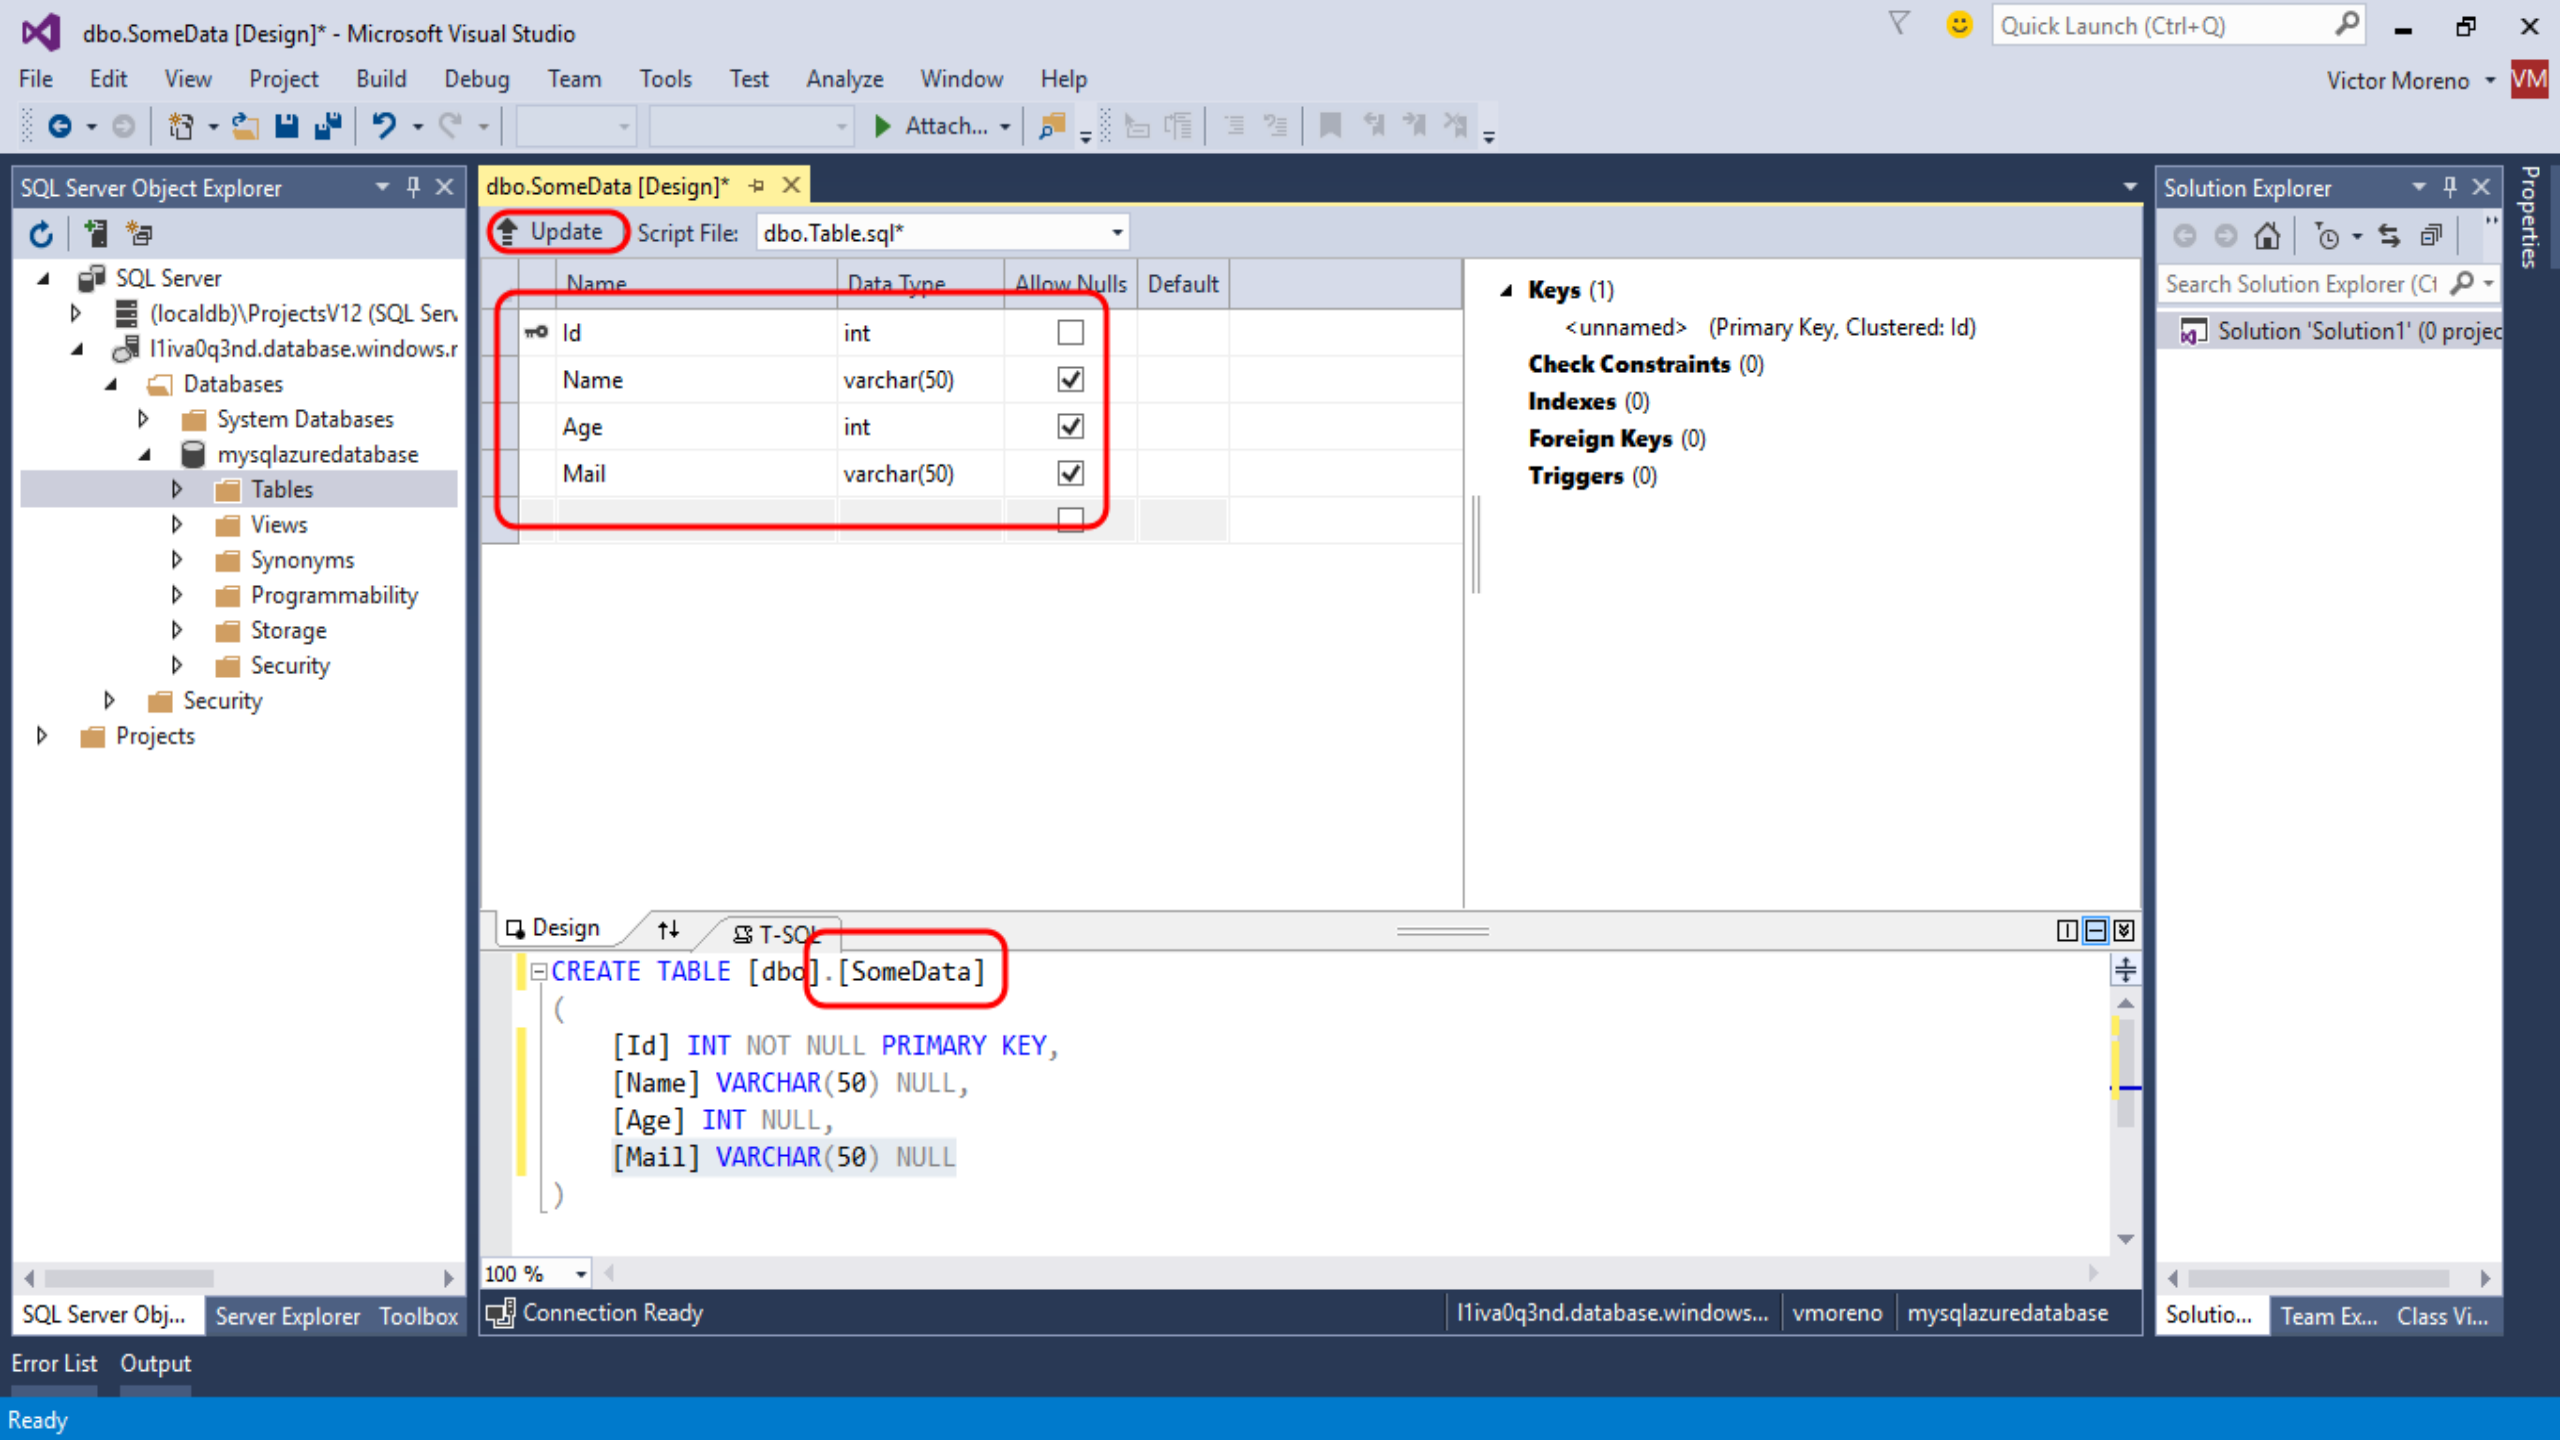 dbo.SomeData [Design]* - Microsoft Visual Studio
Quick Launch (Ctrl+Q)
File Edit View Project Build Debug Team Tools Test Analyze Window Help
Victor Moreno VM
Attach...
SQL Server Object Explorer
SQL Server
(localdb)\ProjectsV12 (SQL Serv
l1iva0q3nd.database.windows.r
Databases
System Databases
mysqlazuredatabase
Tables
Views
Synonyms
Programmability
Storage
Security
Security
Projects
SQL Server Obj... Server Explorer Toolbox
dbo.SomeData [Design]*
Update Script File: dbo.Table.sql*
Name Data Type Allow Nulls Default
Id int
Name varchar(50)
Age int
Mail varchar(50)
Keys (1)
<unnamed> (Primary Key, Clustered: Id)
Check Constraints (0)
Indexes (0)
Foreign Keys (0)
Triggers (0)
Design T-SQL
CREATE TABLE [dbo].[SomeData]
(
[Id] INT NOT NULL PRIMARY KEY,
[Name] VARCHAR(50) NULL,
[Age] INT NULL,
[Mail] VARCHAR(50) NULL
)
100 %
Connection Ready l1iva0q3nd.database.windows... vmoreno mysqlazuredatabase
Solution Explorer
Search Solution Explorer (Ct
Solution 'Solution1' (0 projec
Solutio... Team Ex... Class Vi...
Properties
Error List Output
Ready